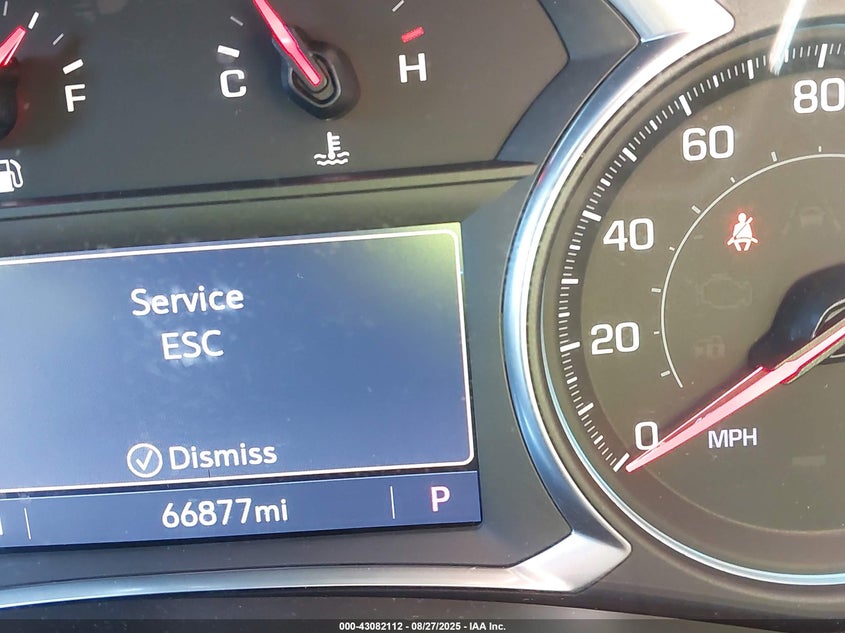 F
C
H
80
60
40
20
0
MPH
Service
ESC
Dismiss
66877mi
P
000-43082112 - 08/27/2025 - IAA Inc.